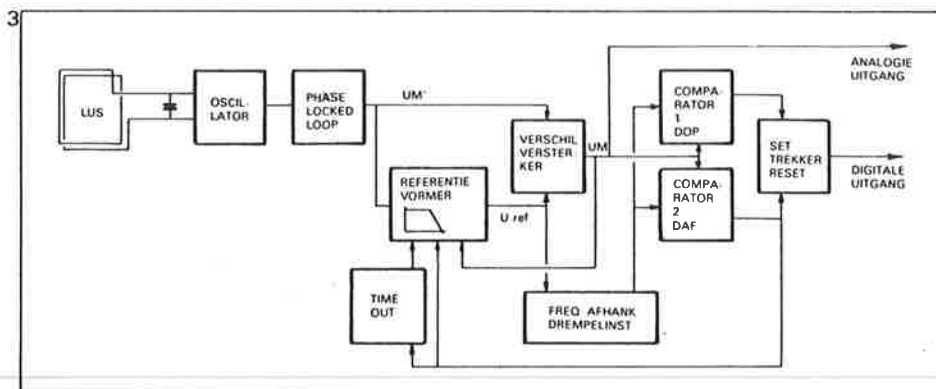 3
LUS
OSCIL-
LATOR
PHASE
LOCKED
LOOP
UM'
VERSCHIL
VERSTER
KER
UM
COMPA-
RATOR
1
DOP
COMPA-
RATOR
2
DAF
SET
TREKKER
RESET
ANALOGIE
UITGANG
DIGITALE
UITGANG
REFERENTIE
VORMER
U ref
TIME
OUT
FREQ AFHANK
DREMPELINST